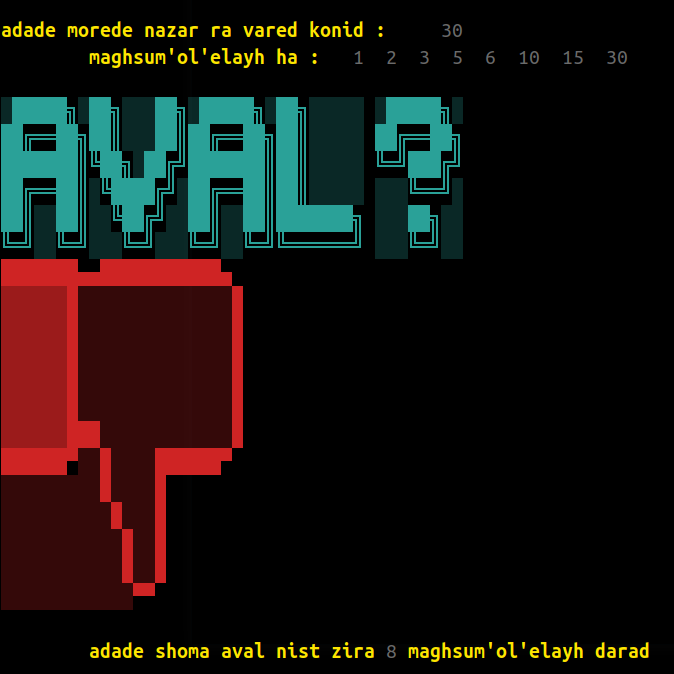 adade morede nazar ra vared konid : 30
maghsum'ol'elayh ha : 1 2 3 5 6 10 15 30
AVAL ?
adade shoma aval nist zira 8 maghsum'ol'elayh darad